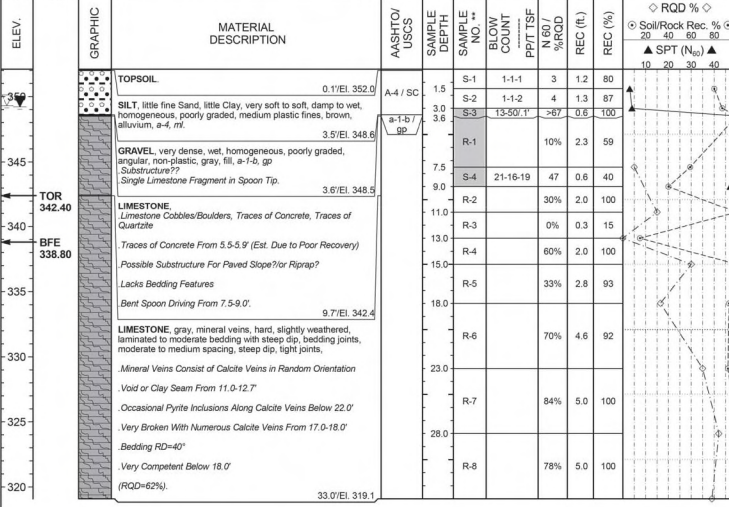 ELEV.
GRAPHIC
MATERIAL
DESCRIPTION
AASHTO/
USCS
SAMPLE
DEPTH
SAMPLE
NO. **
BLOW
COUNT
----------
PP/T TSF
N 60 /
%RQD
REC (ft.)
REC (%)
◇ RQD % ◇
20 40 60 80
⊙ Soil/Rock Rec. % ⊙
▲ SPT (N60) ▲
10 20 30 40
350
345
TOR
342.40
340
BFE
338.80
335
330
325
320
TOPSOIL.
0.1'/El. 352.0
SILT, little fine Sand, little Clay, very soft to soft, damp to wet,
homogeneous, poorly graded, medium plastic fines, brown,
alluvium, a-4, ml.
3.5'/El. 348.6
GRAVEL, very dense, wet, homogeneous, poorly graded,
angular, non-plastic, gray, fill, a-1-b, gp
.Substructure??
.Single Limestone Fragment in Spoon Tip.
3.6'/El. 348.5
LIMESTONE,
.Limestone Cobbles/Boulders, Traces of Concrete, Traces of
Quartzite
.Traces of Concrete From 5.5-5.9' (Est. Due to Poor Recovery)
.Possible Substructure For Paved Slope?/or Riprap?
.Lacks Bedding Features
.Bent Spoon Driving From 7.5-9.0'.
9.7'/El. 342.4
LIMESTONE, gray, mineral veins, hard, slightly weathered,
laminated to moderate bedding with steep dip, bedding joints,
moderate to medium spacing, steep dip, tight joints,
.Mineral Veins Consist of Calcite Veins in Random Orientation
.Void or Clay Seam From 11.0-12.7'
.Occasional Pyrite Inclusions Along Calcite Veins Below 22.0'
.Very Broken With Numerous Calcite Veins From 17.0-18.0'
.Bedding RD=40°
.Very Competent Below 18.0'
(RQD=62%).
33.0'/El. 319.1
A-4 / SC
a-1-b /
gp
1.5
3.0
3.6
7.5
9.0
11.0
13.0
15.0
18.0
23.0
28.0
S-1 1-1-1 3 1.2 80
S-2 1-1-2 4 1.3 87
S-3 13-50/.1' >67 0.6 100
R-1 10% 2.3 59
S-4 21-16-19 47 0.6 40
R-2 30% 2.0 100
R-3 0% 0.3 15
R-4 60% 2.0 100
R-5 33% 2.8 93
R-6 70% 4.6 92
R-7 84% 5.0 100
R-8 78% 5.0 100